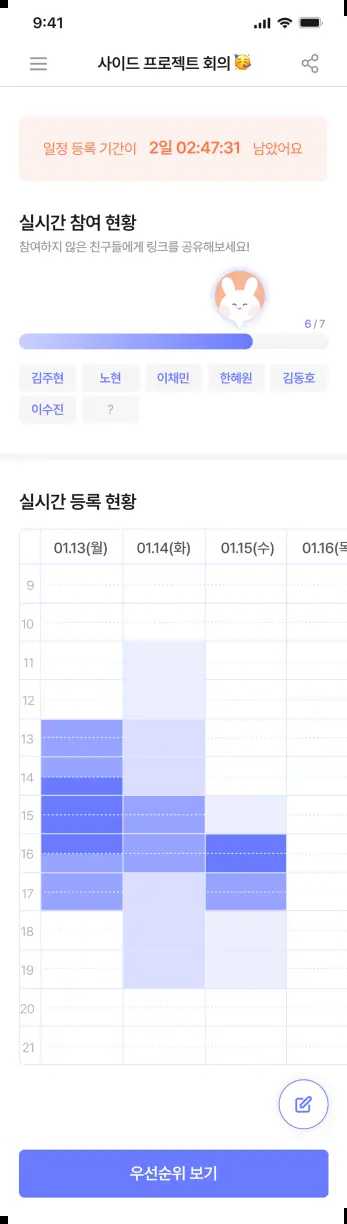 9:41
사이드 프로젝트 회의 🥳
일정 등록 기간이 2일 02:47:31 남았어요
실시간 참여 현황
참여하지 않은 친구들에게 링크를 공유해보세요!
6 / 7
김주현 노현 이채민 한혜원 김동호
이수진 ?
실시간 등록 현황
01.13(월) 01.14(화) 01.15(수) 01.16(목
9
10
11
12
13
14
15
16
17
18
19
20
21
우선순위 보기